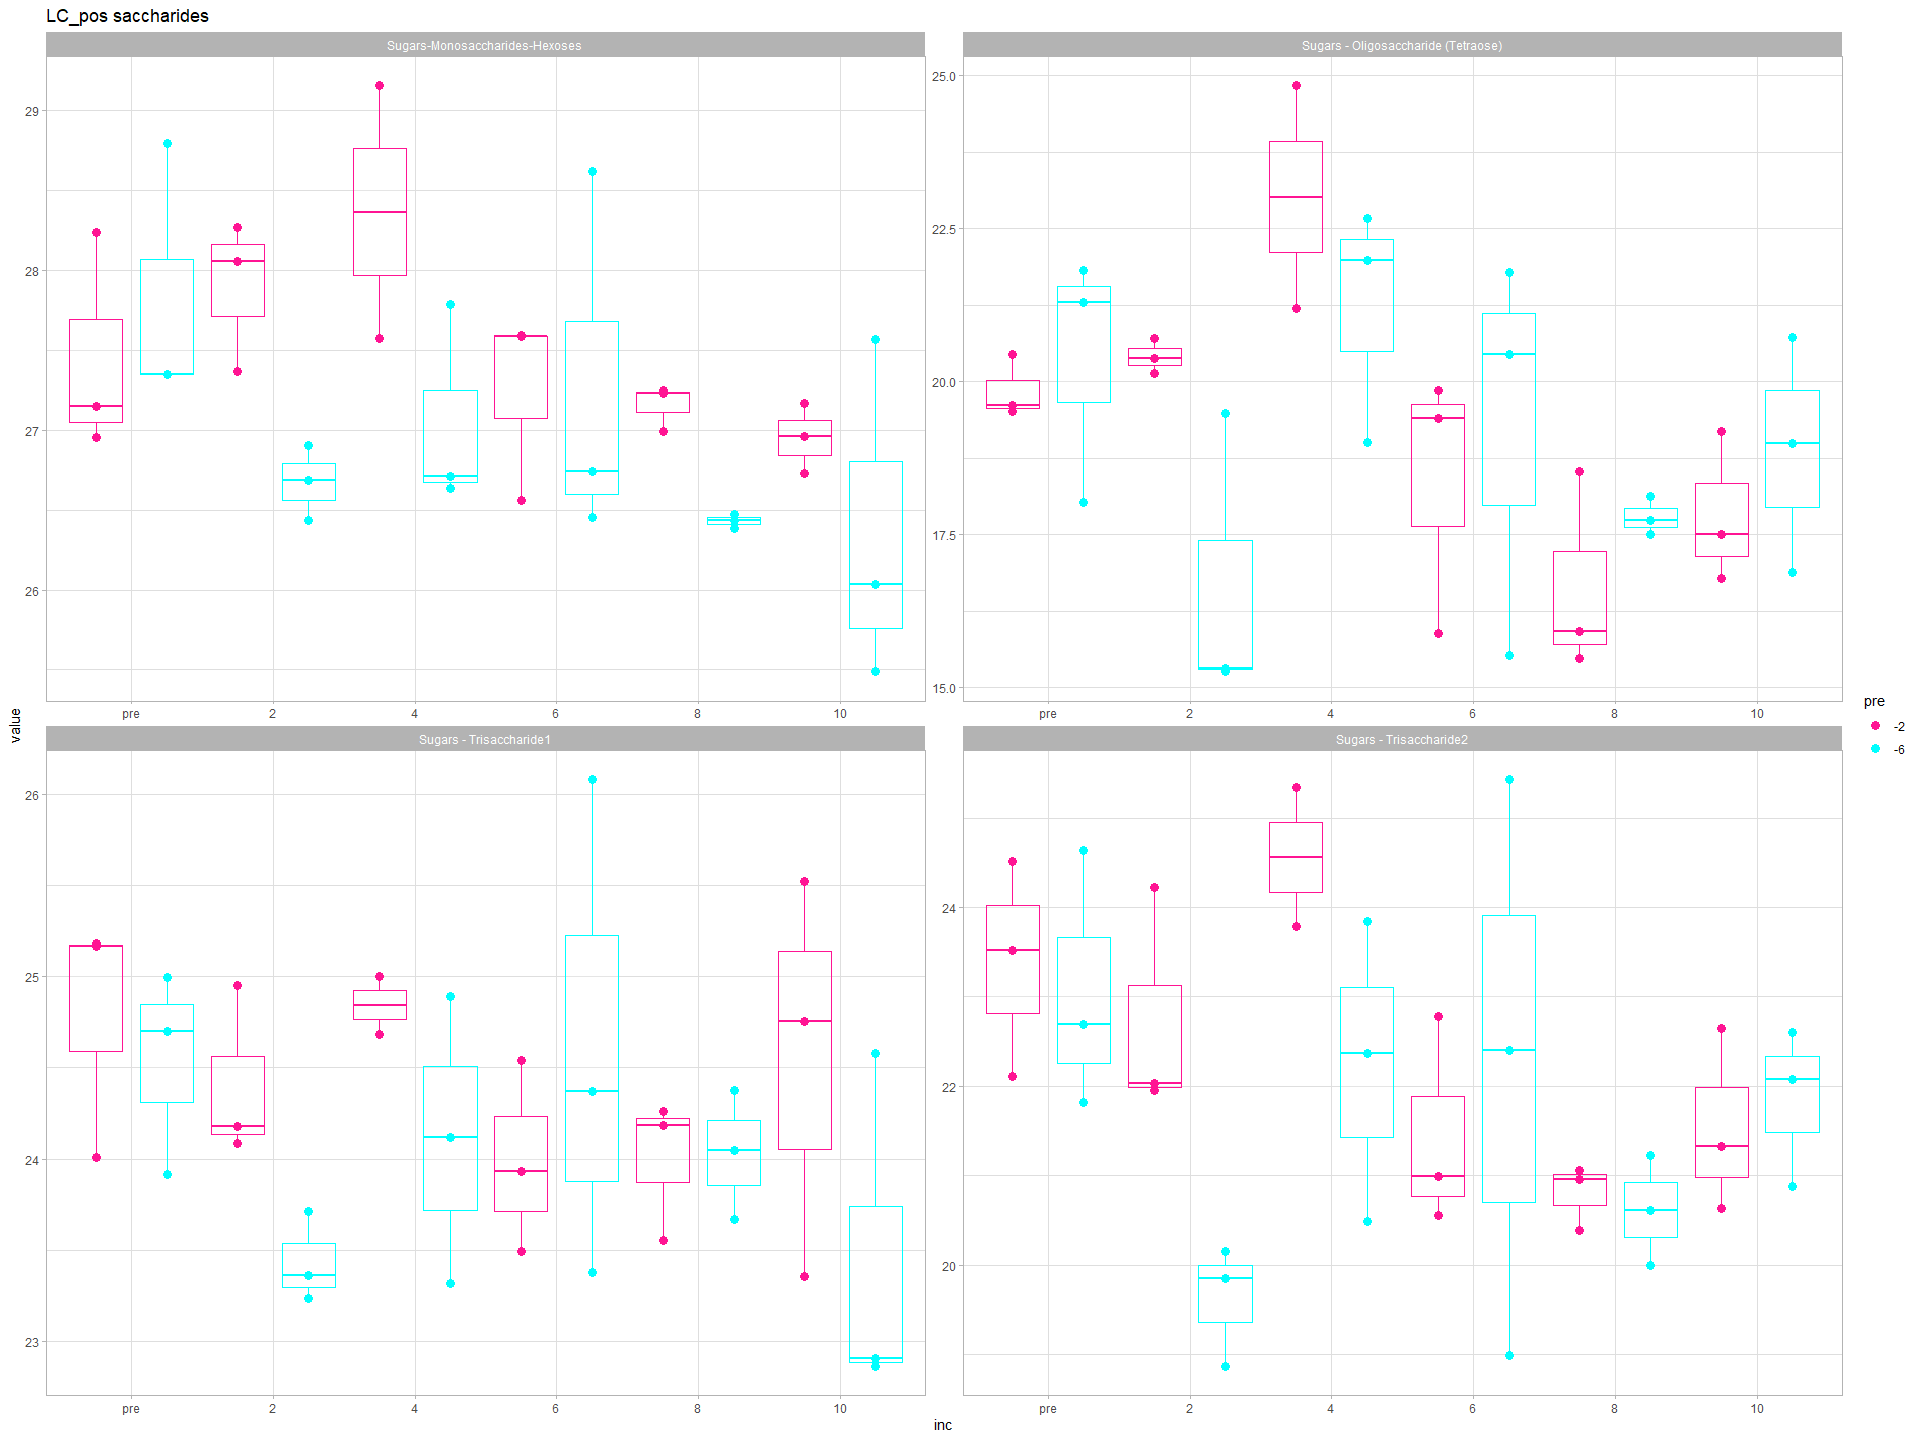 LC_pos saccharides
Sugars-Monosaccharides-Hexoses
29
28
27
26
pre 2 4 6 8 10
Sugars - Oligosaccharide (Tetraose)
25.0
22.5
20.0
17.5
15.0
pre 2 4 6 8 10
value
Sugars - Trisaccharide1
26
25
24
23
pre 2 4 6 8 10
Sugars - Trisaccharide2
24
22
20
pre 2 4 6 8 10
inc
pre
-2
-6